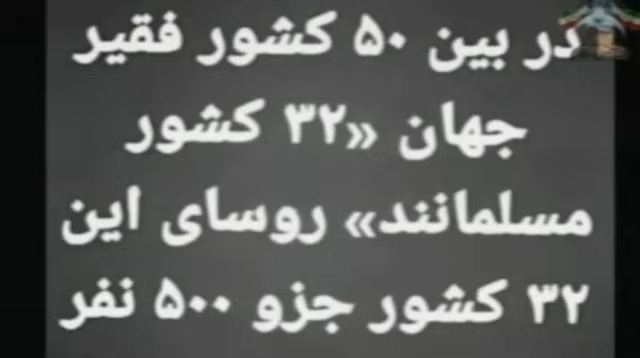 در بین ۵۰ کشور فقیر
جهان «۳۲ کشور
مسلمانند» روسای این
۳۲ کشور جزو ۵۰۰ نفر